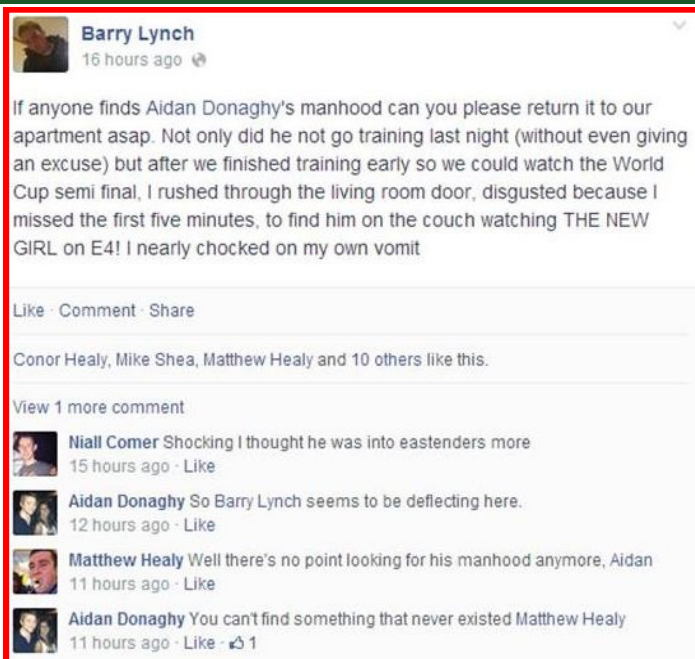 Barry Lynch
16 hours ago
If anyone finds Aidan Donaghy's manhood can you please return it to our
apartment asap. Not only did he not go training last night (without even giving
an excuse) but after we finished training early so we could watch the World
Cup semi final, I rushed through the living room door, disgusted because I
missed the first five minutes, to find him on the couch watching THE NEW
GIRL on E4! I nearly chocked on my own vomit
Like · Comment · Share
Conor Healy, Mike Shea, Matthew Healy and 10 others like this.
View 1 more comment
Niall Comer Shocking I thought he was into eastenders more
15 hours ago · Like
Aidan Donaghy So Barry Lynch seems to be deflecting here.
12 hours ago · Like
Matthew Healy Well there's no point looking for his manhood anymore, Aidan
11 hours ago · Like
Aidan Donaghy You can't find something that never existed Matthew Healy
11 hours ago · Like · 1